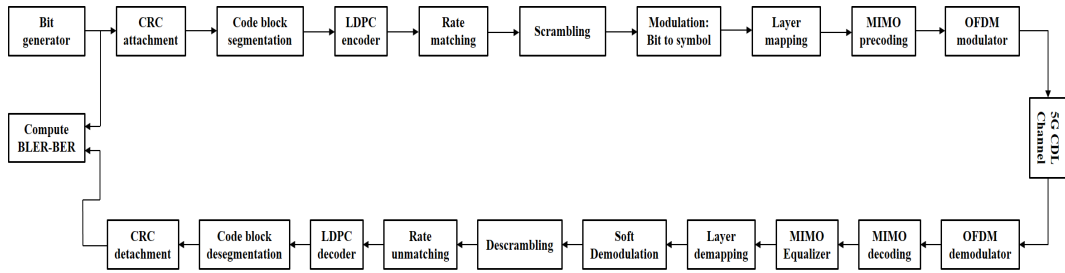 Bit
generator
CRC
attachment
Code block
segmentation
LDPC
encoder
Rate
matching
Scrambling
Modulation:
Bit to symbol
Layer
mapping
MIMO
precoding
OFDM
modulator
5G CDL
Channel
Compute
BLER-BER
CRC
detachment
Code block
desegmentation
LDPC
decoder
Rate
unmatching
Descrambling
Soft
Demodulation
Layer
demapping
MIMO
Equalizer
MIMO
decoding
OFDM
demodulator